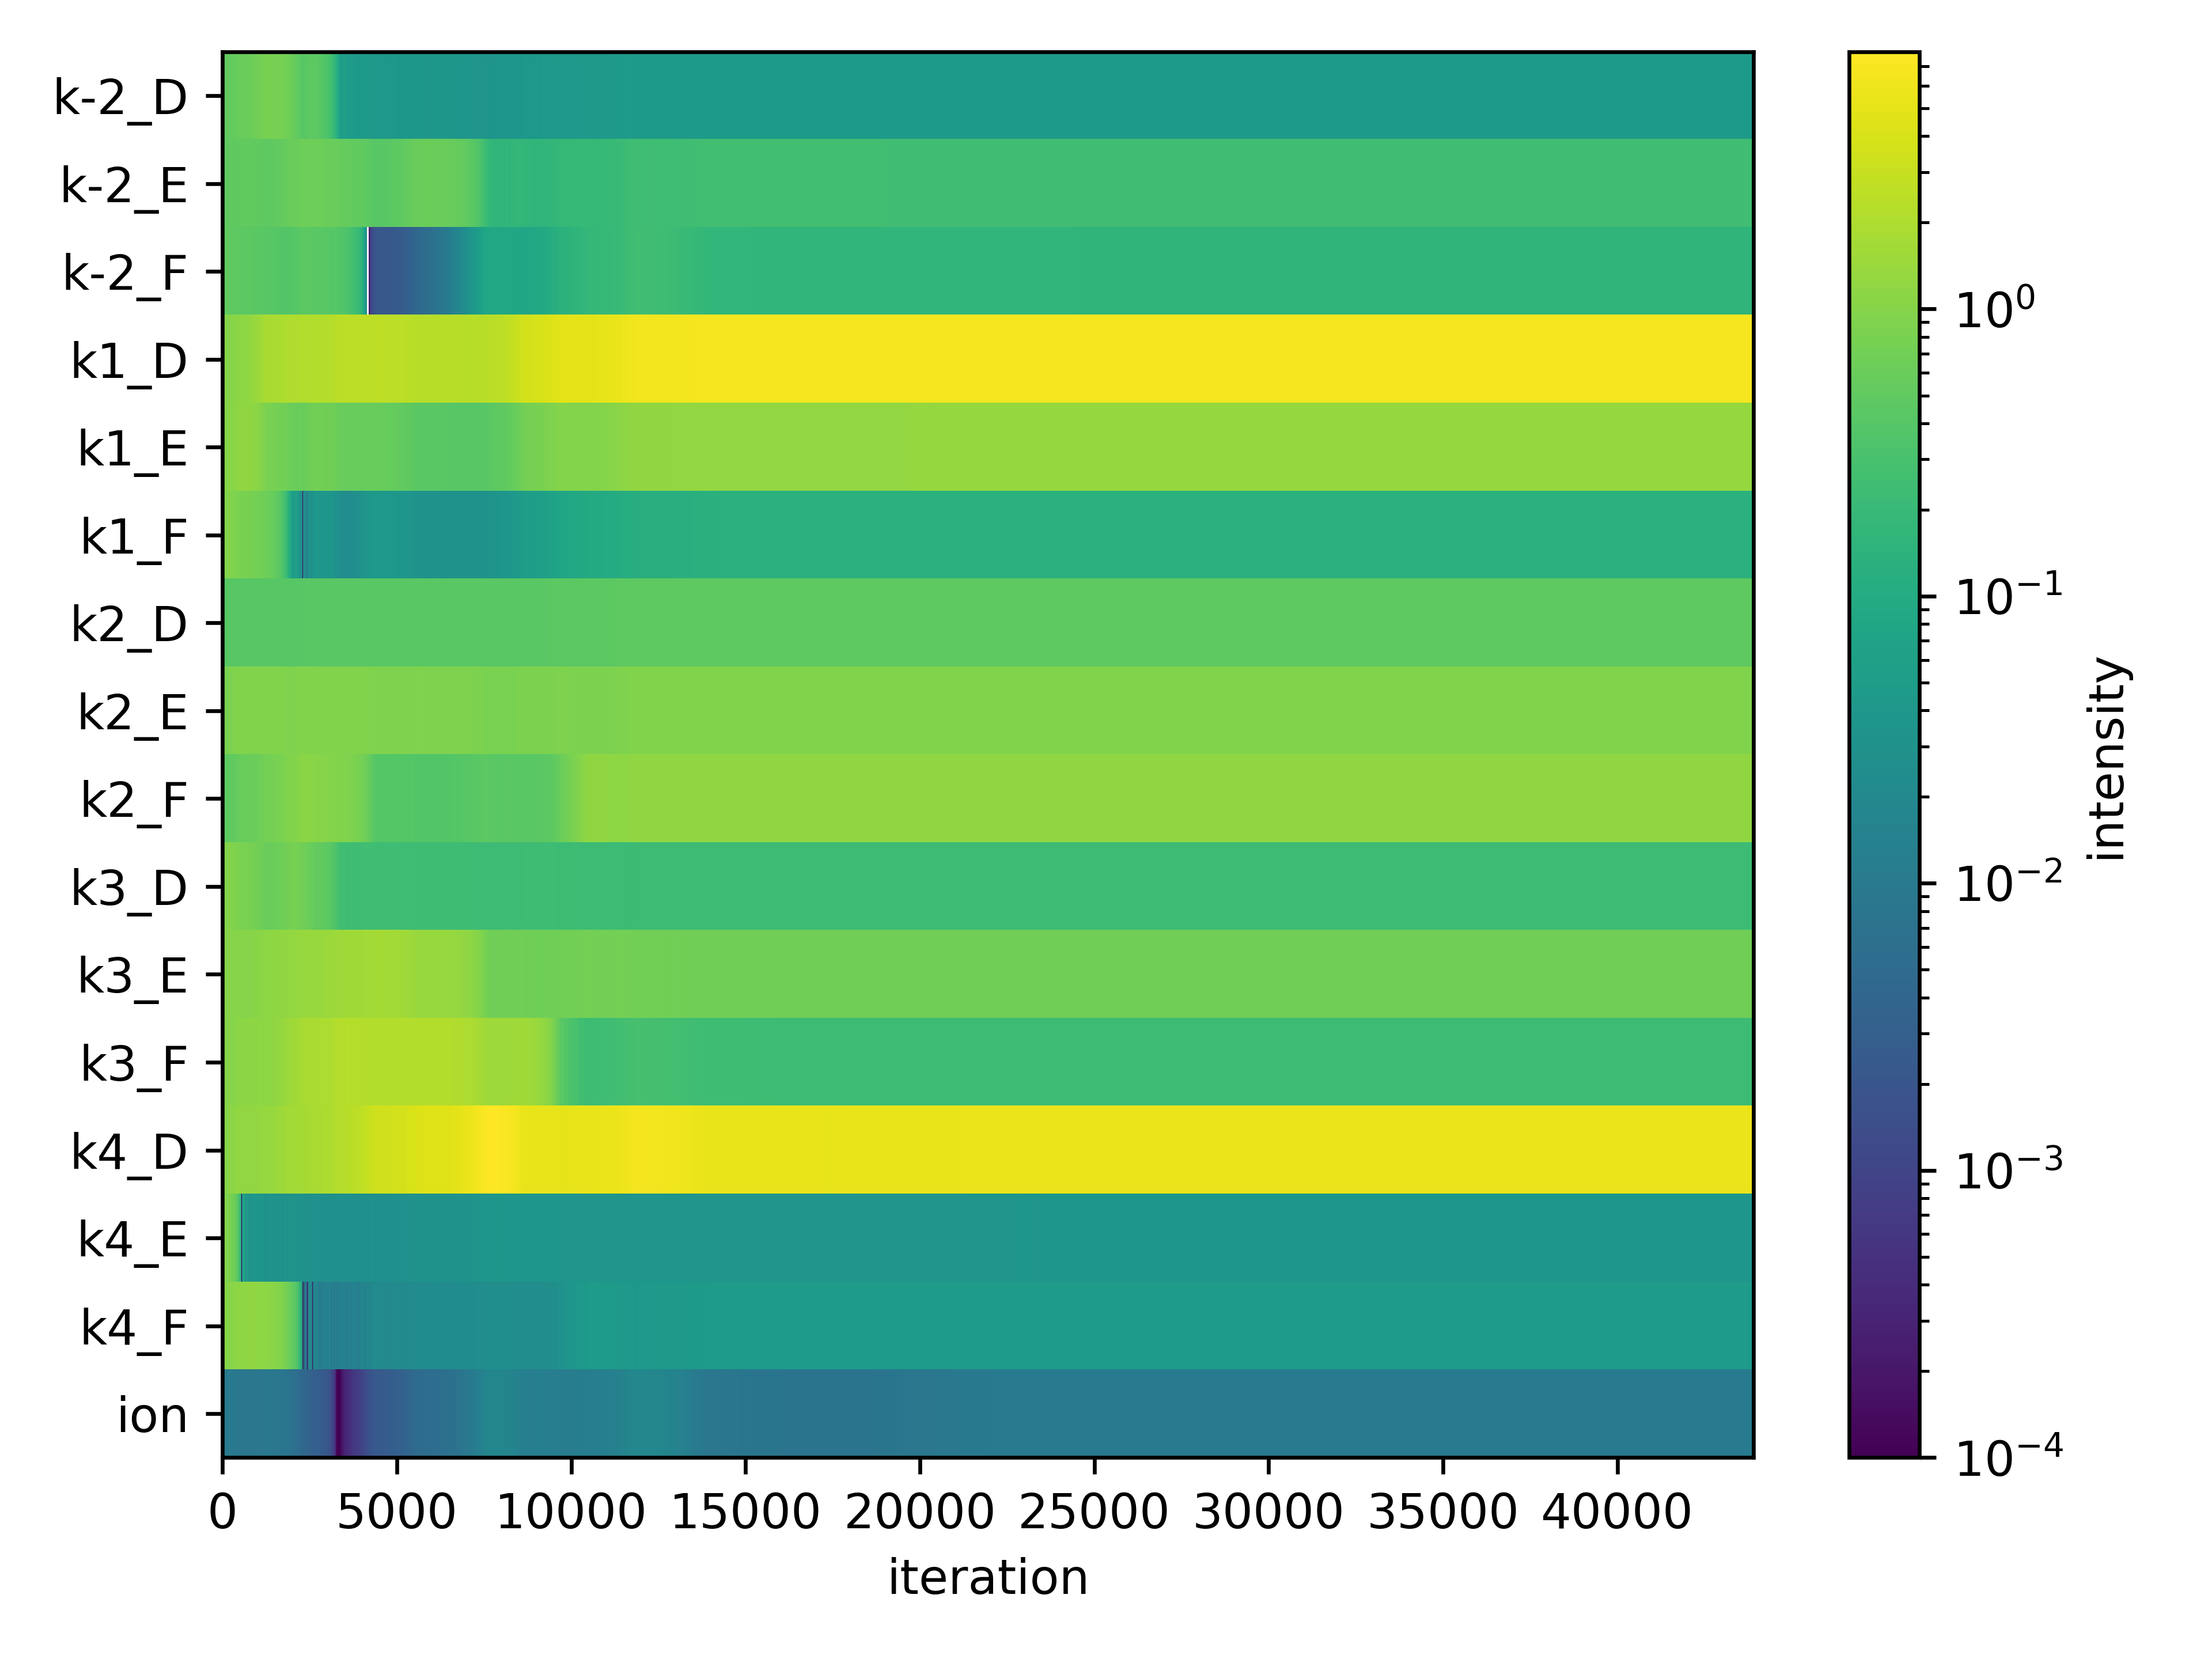 k-2_D
k-2_E
k-2_F
k1_D
k1_E
k1_F
k2_D
k2_E
k2_F
k3_D
k3_E
k3_F
k4_D
k4_E
k4_F
ion
0 5000 10000 15000 20000 25000 30000 35000 40000
iteration
10⁰
10⁻¹
10⁻²
10⁻³
10⁻⁴
intensity